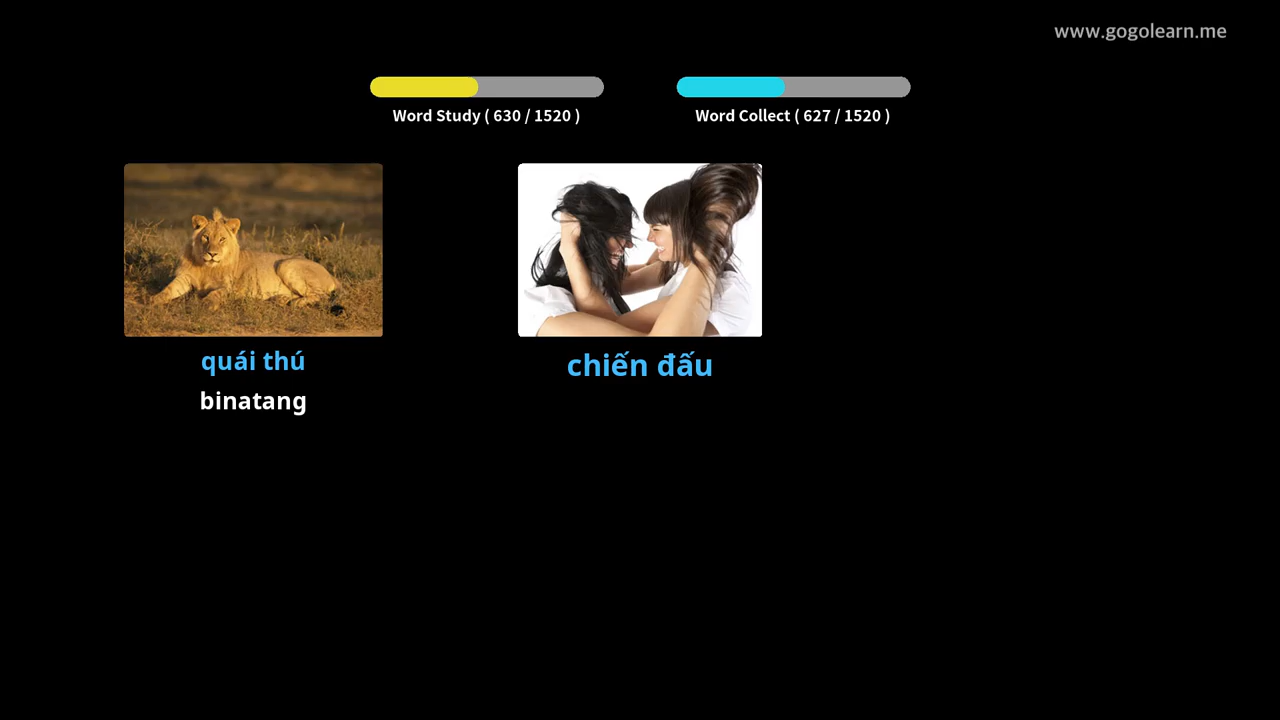 www.gogolearn.me
Word Study ( 630 / 1520 )
Word Collect ( 627 / 1520 )
quái thú
binatang
chiến đấu